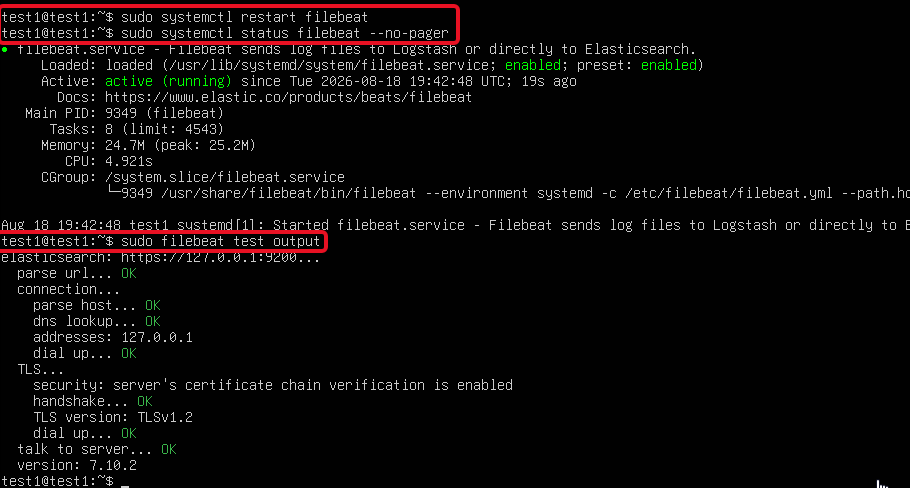 test1@test1:~$ sudo systemctl restart filebeat
test1@test1:~$ sudo systemctl status filebeat --no-pager
● filebeat.service - Filebeat sends log files to Logstash or directly to Elasticsearch.
Loaded: loaded (/usr/lib/systemd/system/filebeat.service; enabled; preset: enabled)
Active: active (running) since Tue 2026-08-18 19:42:48 UTC; 19s ago
Docs: https://www.elastic.co/products/beats/filebeat
Main PID: 9349 (filebeat)
Tasks: 8 (limit: 4543)
Memory: 24.7M (peak: 25.2M)
CPU: 4.921s
CGroup: /system.slice/filebeat.service
└─9349 /usr/share/filebeat/bin/filebeat --environment systemd -c /etc/filebeat/filebeat.yml --path.ho
Aug 18 19:42:48 test1 systemd[1]: Started filebeat.service - Filebeat sends log files to Logstash or directly to E
test1@test1:~$ sudo filebeat test output
elasticsearch: https://127.0.0.1:9200...
parse url... OK
connection...
parse host... OK
dns lookup... OK
addresses: 127.0.0.1
dial up... OK
TLS...
security: server's certificate chain verification is enabled
handshake... OK
TLS version: TLSv1.2
dial up... OK
talk to server... OK
version: 7.10.2
test1@test1:~$ _